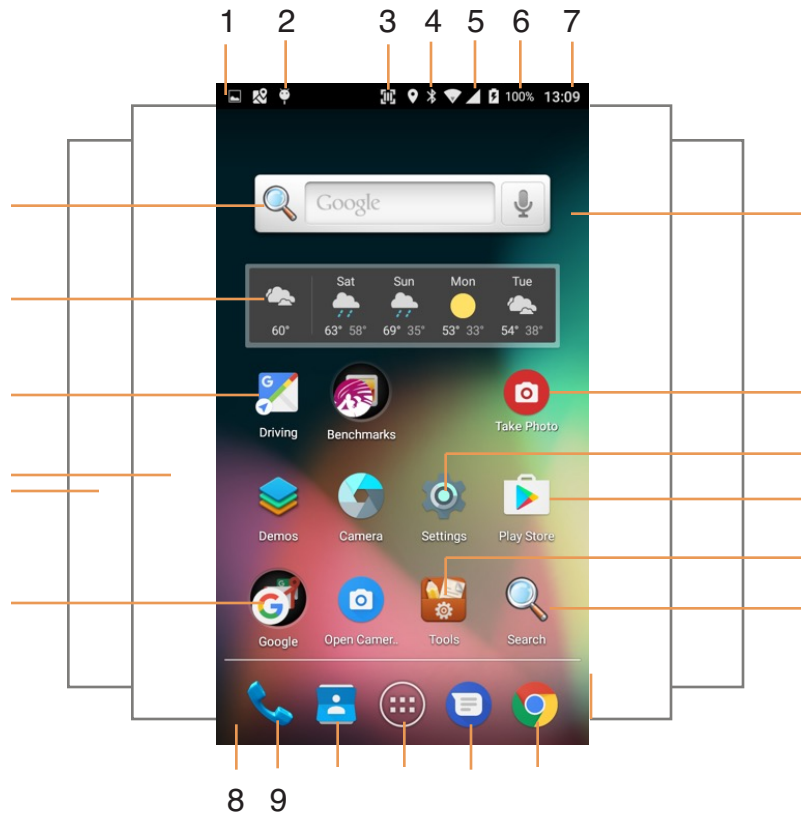 1 2 3 4 5 6 7
100% 13:09
Google
Sat Sun Mon Tue
60° 63° 58° 69° 35° 53° 33° 54° 38°
G
Driving Benchmarks Take Photo
Demos Camera Settings Play Store
G
Google Open Camer.. Tools Search
8 9